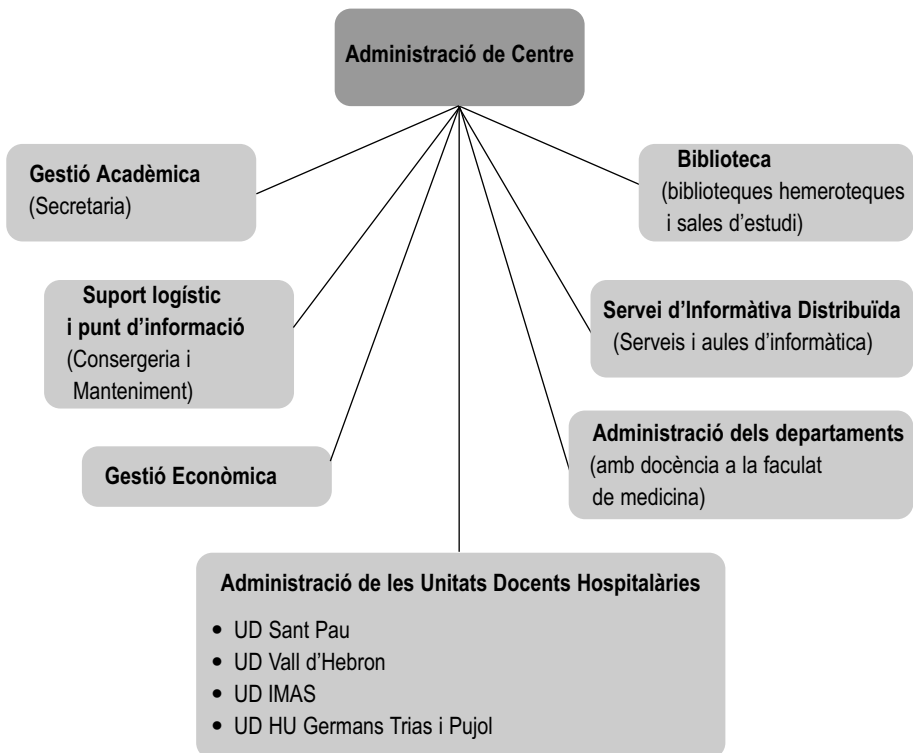 Administració de Centre
Gestió Acadèmica
(Secretaria)
Suport logístic
i punt d'informació
(Consergeria i
Manteniment)
Gestió Econòmica
Biblioteca
(biblioteques hemeroteques
i sales d'estudi)
Servei d'Informàtiva Distribuïda
(Serveis i aules d'informàtica)
Administració dels departaments
(amb docència a la faculat
de medicina)
Administració de les Unitats Docents Hospitalàries
• UD Sant Pau
• UD Vall d'Hebron
• UD IMAS
• UD HU Germans Trias i Pujol